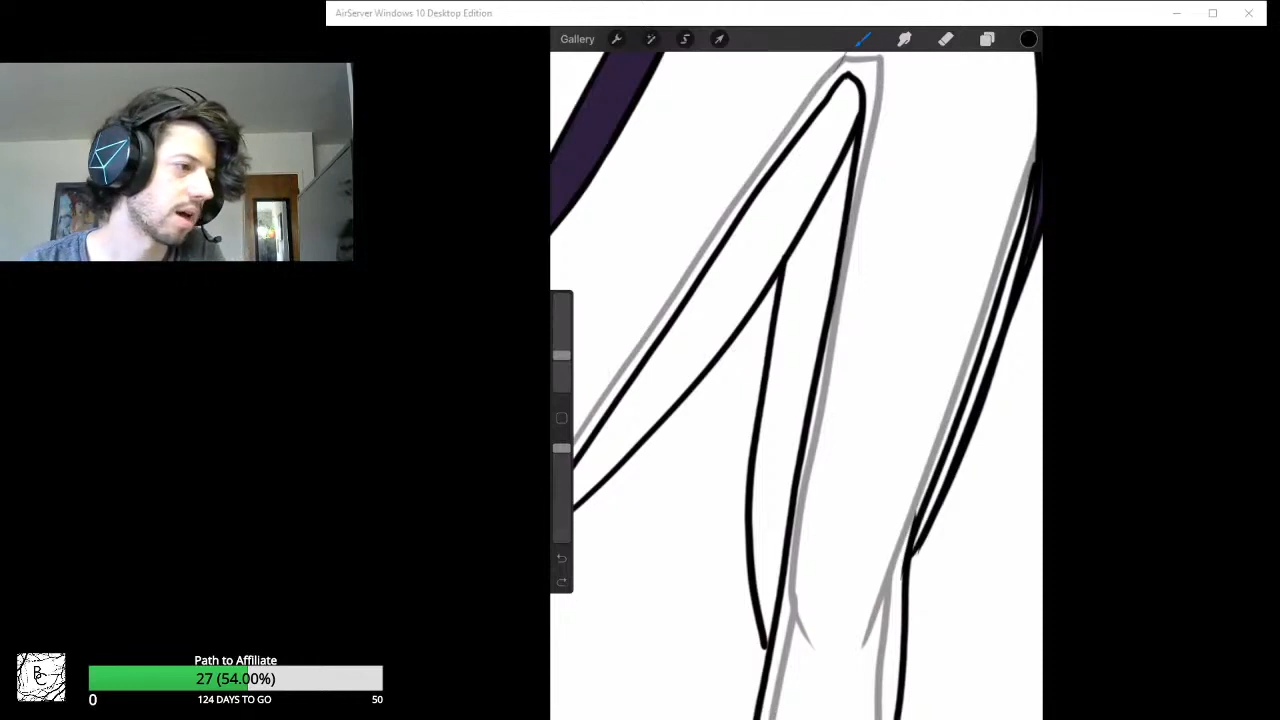 AirServer Windows 10 Desktop Edition
Gallery
Path to Affiliate
27 (54.00%)
0
124 DAYS TO GO
50